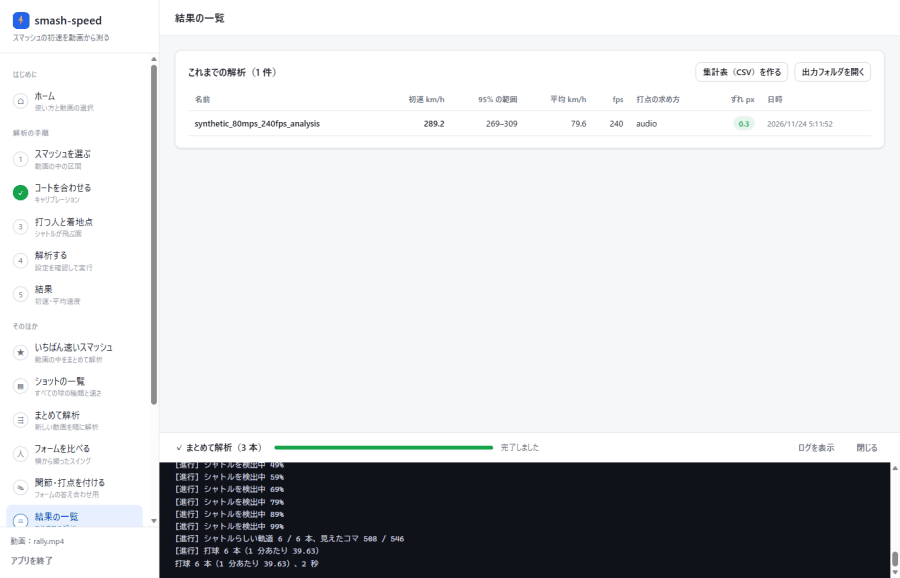 smash-speed
スマッシュの初速を動画から測る
はじめに
ホーム
使い方と動画の選択
解析の手順
1
スマッシュを選ぶ
動画の中の区間
コートを合わせる
キャリブレーション
3
打つ人と着地点
シャトルが飛ぶ面
4
解析する
設定を確認して実行
5
結果
初速・平均速度
そのほか
いちばん速いスマッシュ
動画の中をまとめて解析
ショットの一覧
すべての球の種類と速さ
まとめて解析
新しい動画を順に解析
人
フォームを比べる
横から撮ったスイング
関節・打点を付ける
フォームの答え合わせ用
結果の一覧
動画：rally.mp4
アプリを終了
結果の一覧
これまでの解析（1 件）
集計表（CSV）を作る
出力フォルダを開く
名前 初速 km/h 95% の範囲 平均 km/h fps 打点の求め方 ずれ px 日時
synthetic_80mps_240fps_analysis 289.2 269–309 79.6 240 audio 0.3 2026/11/24 5:11:52
✓ まとめて解析（3 本） 完了しました ログを表示 閉じる
[進行] シャトルを検出中 49%
[進行] シャトルを検出中 59%
[進行] シャトルを検出中 69%
[進行] シャトルを検出中 79%
[進行] シャトルを検出中 89%
[進行] シャトルを検出中 99%
[進行] シャトルらしい軌道 6 / 6 本、見えたコマ 508 / 546
[進行] 打球 6 本（1 分あたり 39.63）
打球 6 本（1 分あたり 39.63）、2 秒